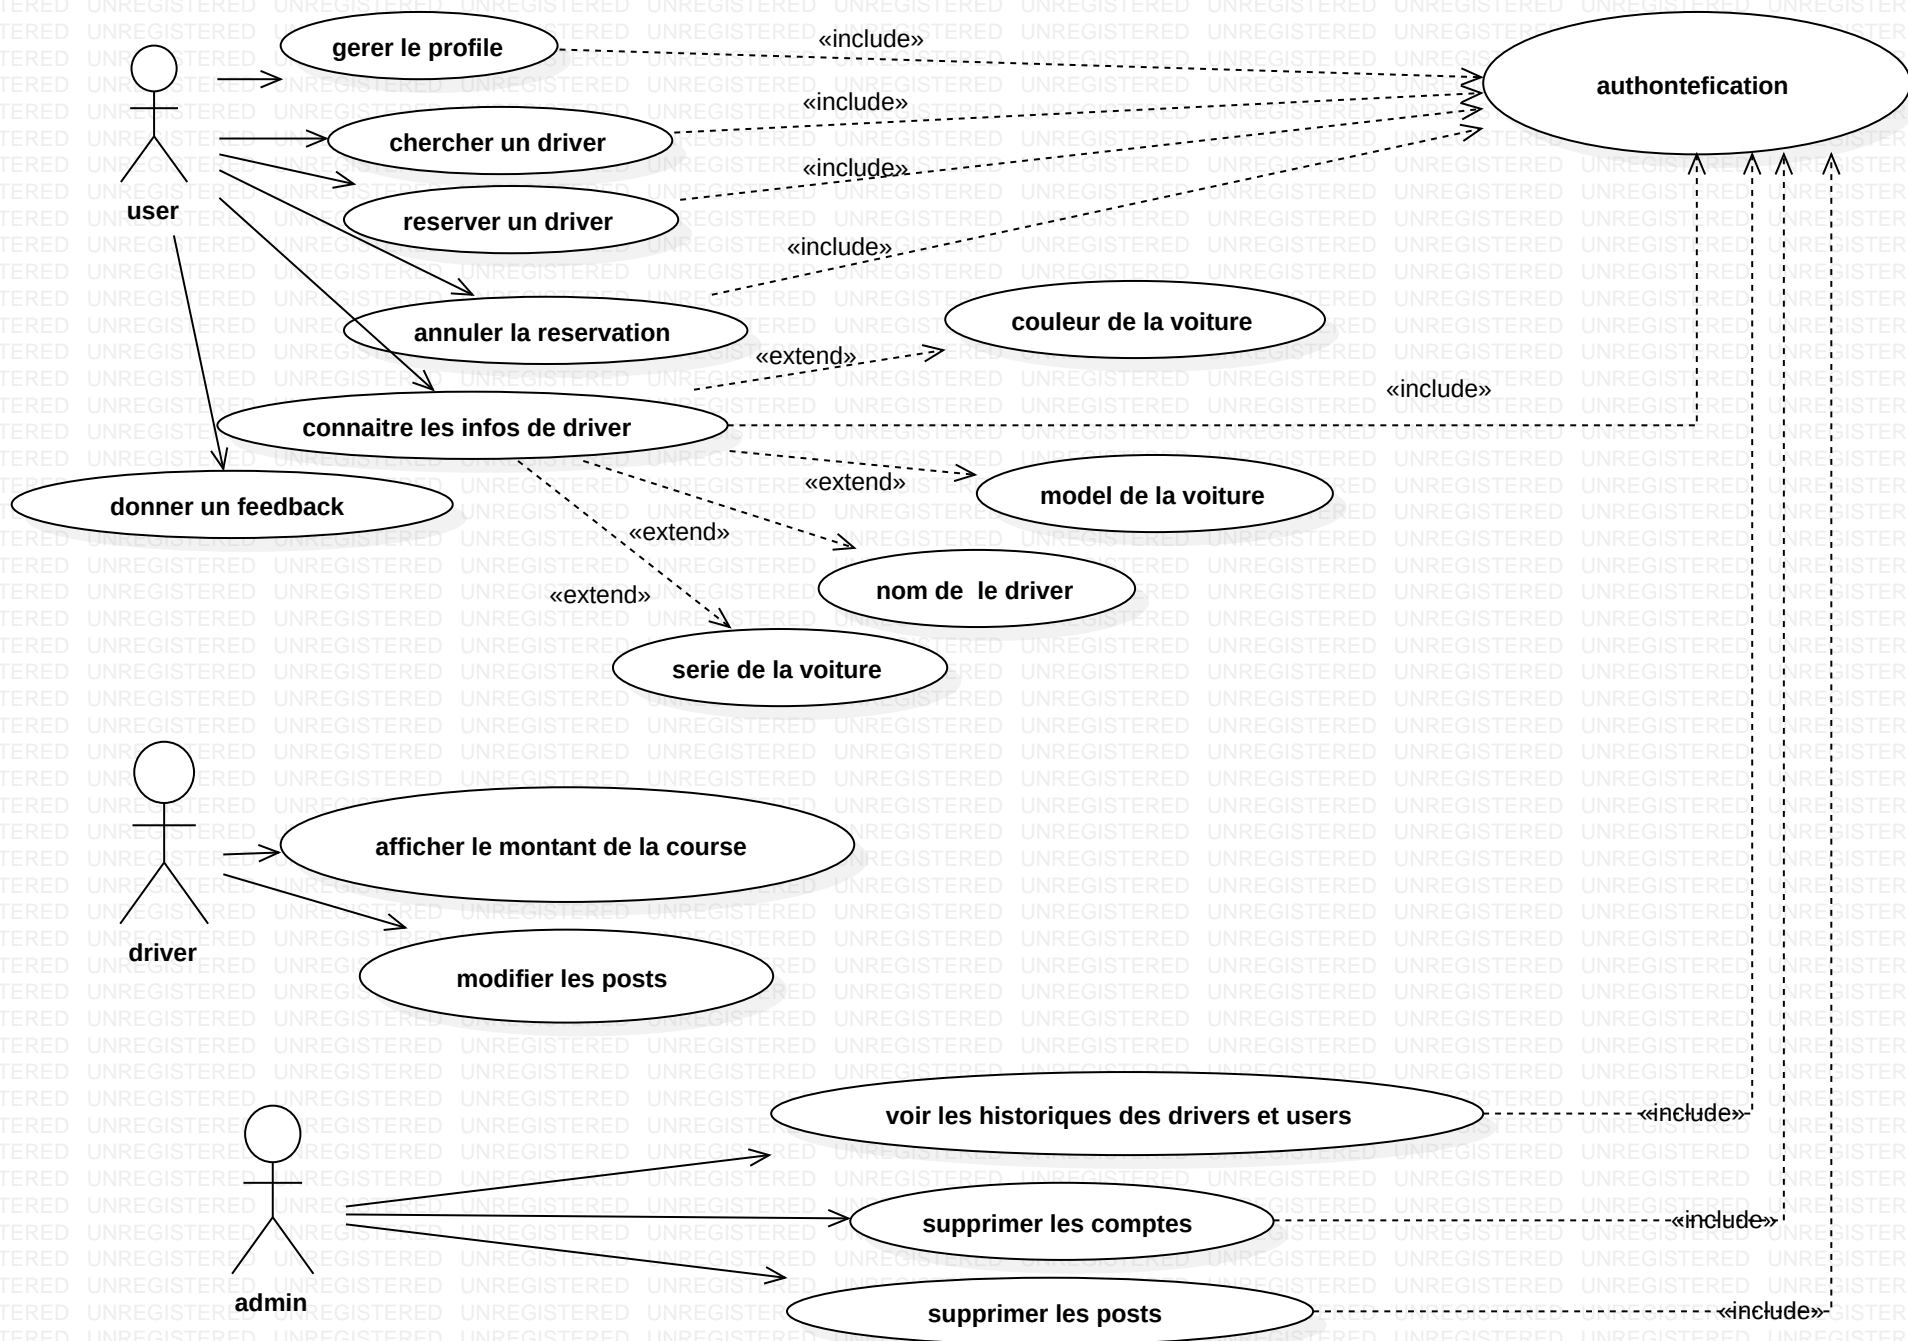 gerer le profile
«include»
authontefication
chercher un driver
«include»
reserver un driver
«include»
user
«include»
annuler la reservation
couleur de la voiture
«extend»
«include»
connaitre les infos de driver
«extend»
model de la voiture
donner un feedback
«extend»
nom de  le driver
«extend»
serie de la voiture
afficher le montant de la course
driver
modifier les posts
voir les historiques des drivers et users
«include»
supprimer les comptes
«include»
admin
supprimer les posts
«include»
UNREGISTERED